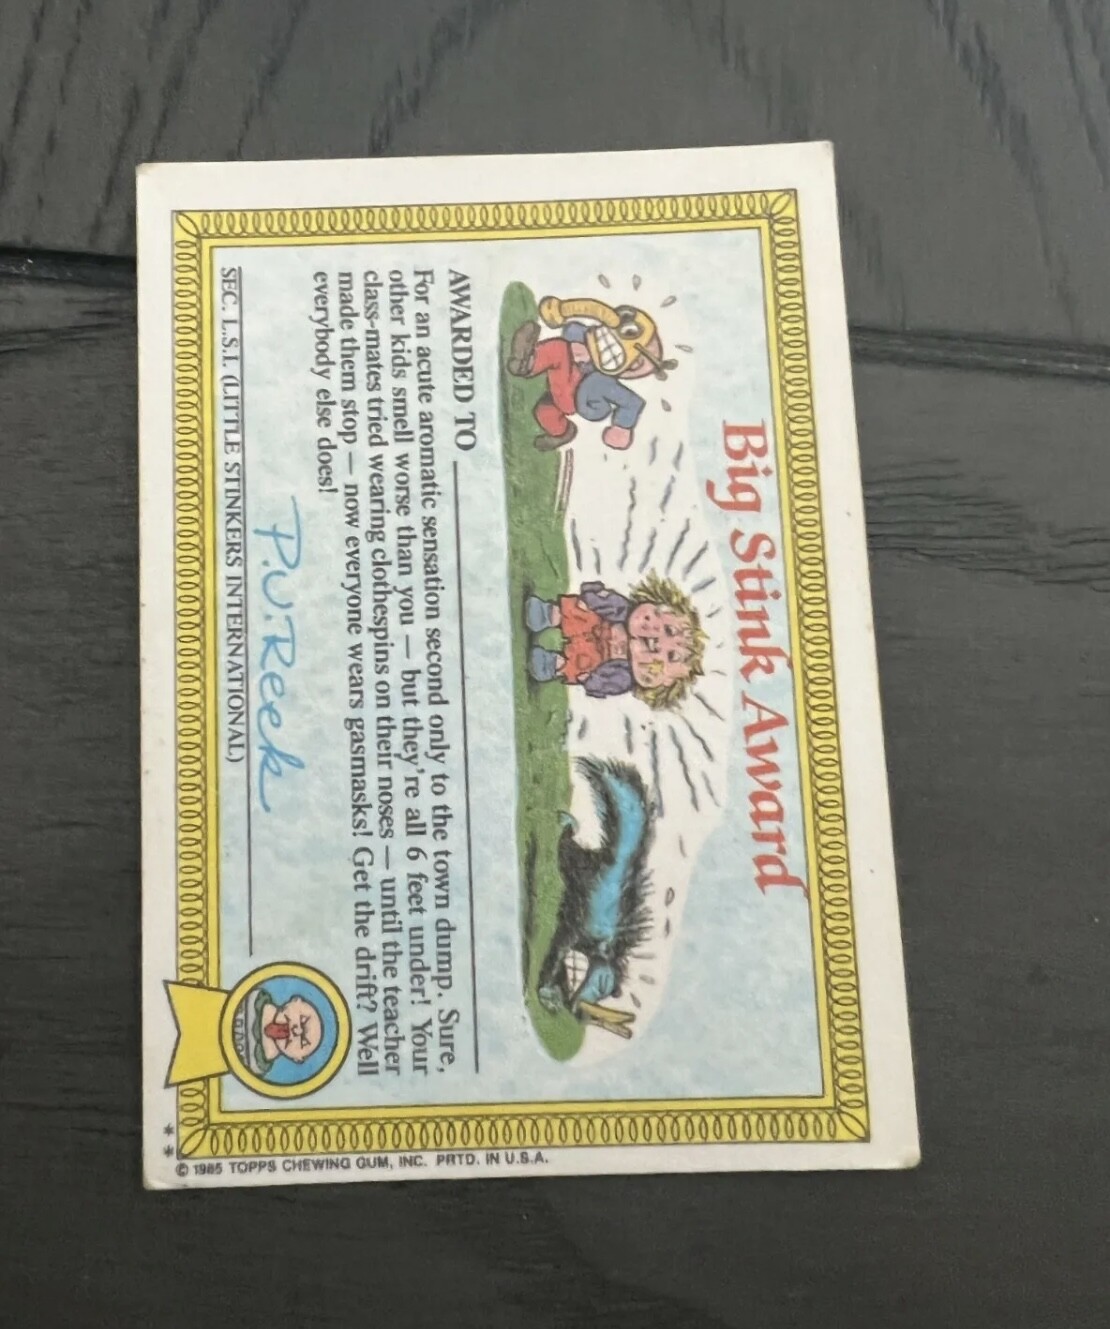 Big Stink Award
AWARDED TO
For an acute aromatic sensation second only to the town dump. Sure,
other kids smell worse than you — but they're all 6 feet under! Your
class-mates tried wearing clothespins on their noses — until the teacher
made them stop — now everyone wears gasmasks! Get the drift? Well
everybody else does!
P.U. Reek
SEC. L.S.I. (LITTLE STINKERS INTERNATIONAL)
** © 1985 TOPPS CHEWING GUM, INC. PRTD. IN U.S.A.